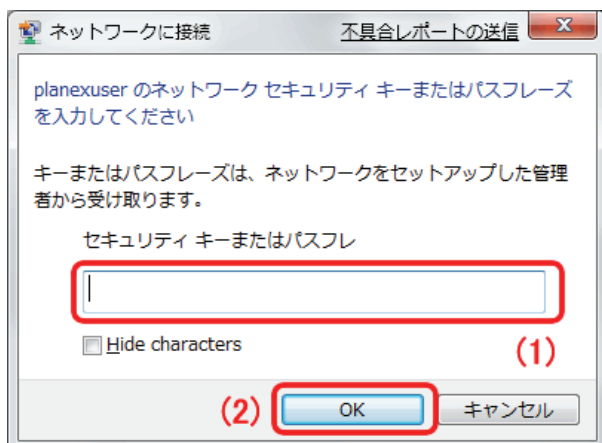 ネットワークに接続 不具合レポートの送信
planexuser のネットワーク セキュリティ キーまたはパスフレーズ
を入力してください
キーまたはパスフレーズは、ネットワークをセットアップした管理
者から受け取ります。
セキュリティ キーまたはパスフレ
Hide characters
(1)
(2) OK キャンセル